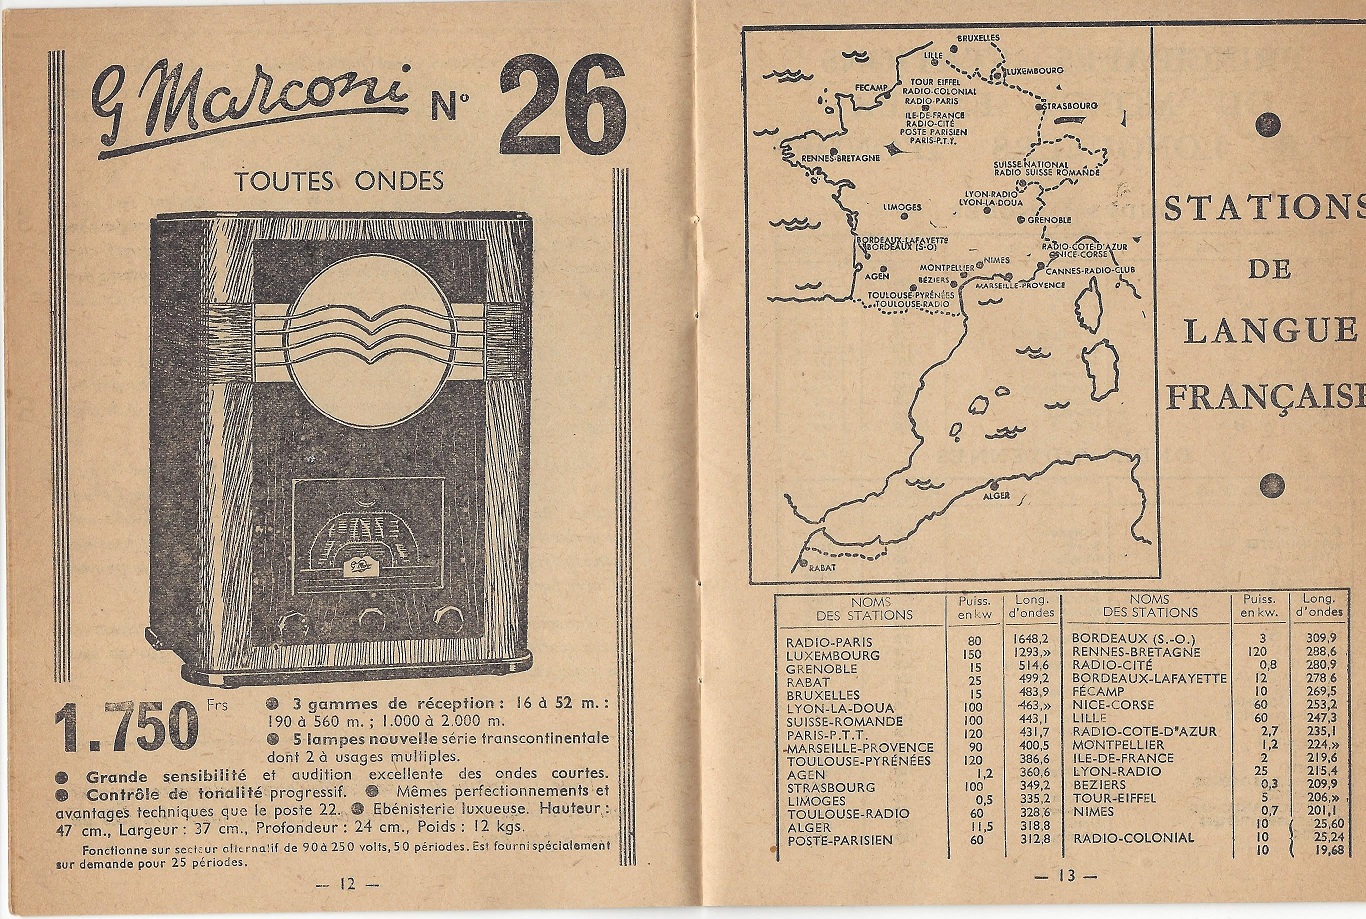 G Marconi N° 26
TOUTES ONDES
1.750 Frs
● 3 gammes de réception : 16 à 52 m. :
190 à 560 m. ; 1.000 à 2.000 m.
● 5 lampes nouvelle série transcontinentale
dont 2 à usages multiples.
● Grande sensibilité et audition excellente des ondes courtes.
● Contrôle de tonalité progressif. ● Mêmes perfectionnements et
avantages techniques que le poste 22. ● Ebénisterie luxueuse. Hauteur :
47 cm., Largeur : 37 cm., Profondeur : 24 cm., Poids : 12 kgs.
Fonctionne sur secteur alternatif de 90 à 250 volts, 50 périodes. Est fourni spécialement
sur demande pour 25 périodes.
— 12 —
BRUXELLES
LILLE
LUXEMBOURG
FECAMP
TOUR EIFFEL
RADIO-COLONIAL
RADIO-PARIS
ILE-DE-FRANCE
RADIO-CITÉ
POSTE PARISIEN
PARIS-P.T.T.
STRASBOURG
RENNES-BRETAGNE
SUISSE NATIONAL
RADIO SUISSE ROMANDE
LYON-RADIO
LYON-LA-DOUA
LIMOGES
GRENOBLE
BORDEAUX-LAFAYETTE
BORDEAUX (S-O)
RADIO-COTE-D'AZUR
NICE-CORSE
AGEN
MONTPELLIER
NIMES
CANNES-RADIO-CLUB
BEZIERS
MARSEILLE-PROVENCE
TOULOUSE-PYRÉNÉES
TOULOUSE-RADIO
ALGER
RABAT
STATIONS
DE
LANGUE
FRANÇAISE
NOMS DES STATIONS Puiss. en kw Long. d'ondes NOMS DES STATIONS Puiss. en kw. Long. d'ondes
RADIO-PARIS 80 1648,2 BORDEAUX (S.-O.) 3 309,9
LUXEMBOURG 150 1293,» RENNES-BRETAGNE 120 288,6
GRENOBLE 15 514,6 RADIO-CITÉ 0,8 280,9
RABAT 25 499,2 BORDEAUX-LAFAYETTE 12 278,6
BRUXELLES 15 483,9 FÉCAMP 10 269,5
LYON-LA-DOUA 100 463,» NICE-CORSE 60 253,2
SUISSE-ROMANDE 100 443,1 LILLE 60 247,3
PARIS-P.T.T. 120 431,7 RADIO-COTE-D'AZUR 2,7 235,1
MARSEILLE-PROVENCE 90 400,5 MONTPELLIER 1,2 224,»
TOULOUSE-PYRÉNÉES 120 386,6 ILE-DE-FRANCE 2 219,6
AGEN 1,2 360,6 LYON-RADIO 25 215,4
STRASBOURG 100 349,2 BEZIERS 0,3 209,9
LIMOGES 0,5 335,2 TOUR-EIFFEL 5 206,»
TOULOUSE-RADIO 60 328,6 NIMES 0,7 201,1
ALGER 11,5 318,8 10 25,60
POSTE-PARISIEN 60 312,8 RADIO-COLONIAL 10 25,24
10 19,68
— 13 —